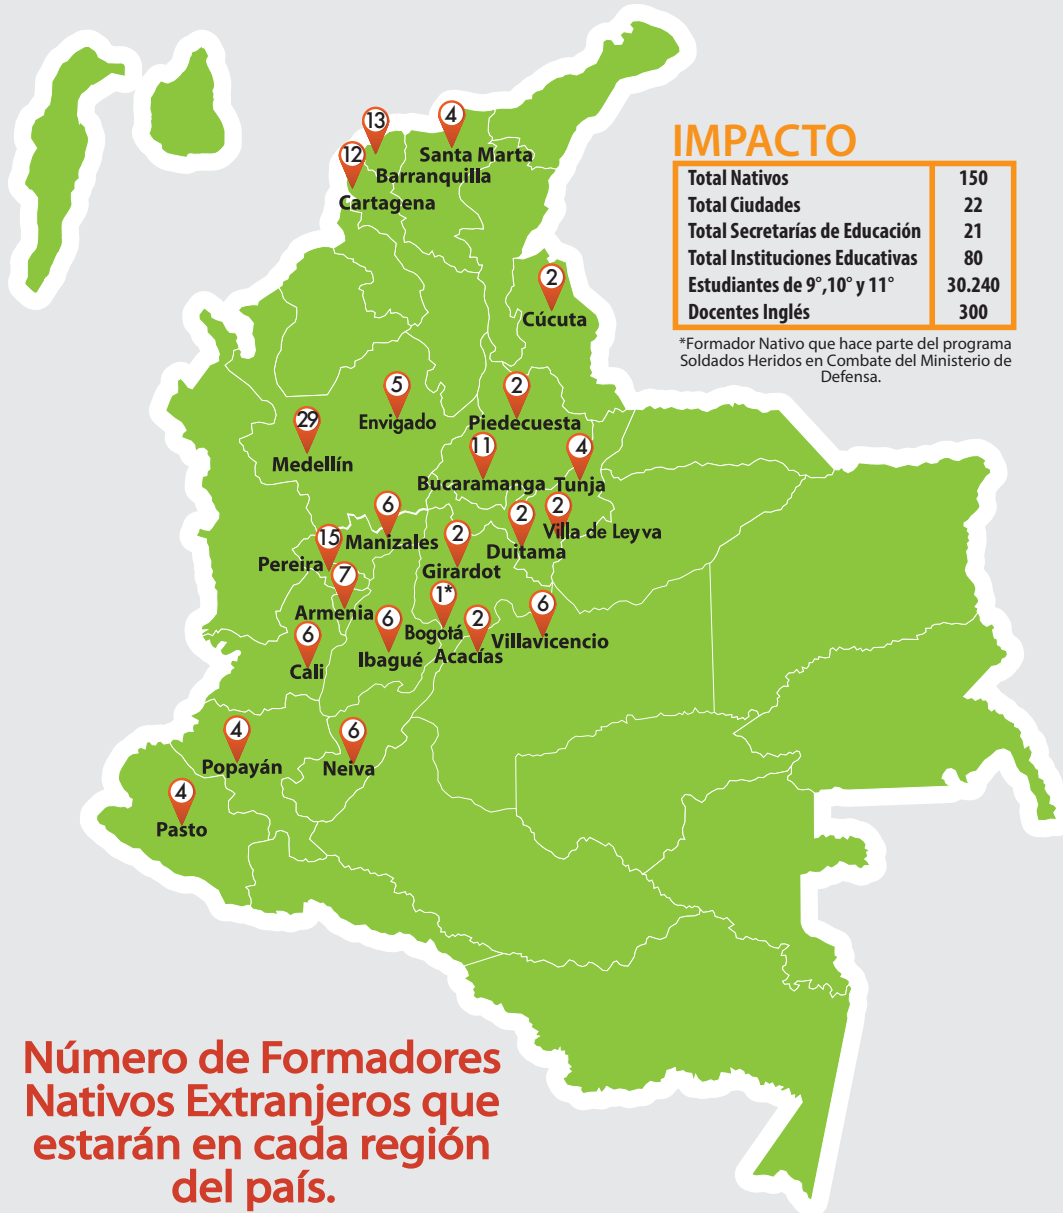 13
4
12
Santa Marta
Barranquilla
Cartagena
IMPACTO
Total Nativos 150
Total Ciudades 22
Total Secretarías de Educación 21
Total Instituciones Educativas 80
Estudiantes de 9°,10° y 11° 30.240
Docentes Inglés 300
*Formador Nativo que hace parte del programa
Soldados Heridos en Combate del Ministerio de
Defensa.
2
Cúcuta
5
Envigado
2
Piedecuesta
29
Medellín
11
Bucaramanga
4
Tunja
6
Manizales
2
Villa de Leyva
2
Duitama
2
Girardot
15
Pereira
7
Armenia
1*
Bogotá
6
Villavicencio
6
Cali
6
Ibagué
2
Acacías
4
Popayán
6
Neiva
4
Pasto
Número de Formadores
Nativos Extranjeros que
estarán en cada región
del país.